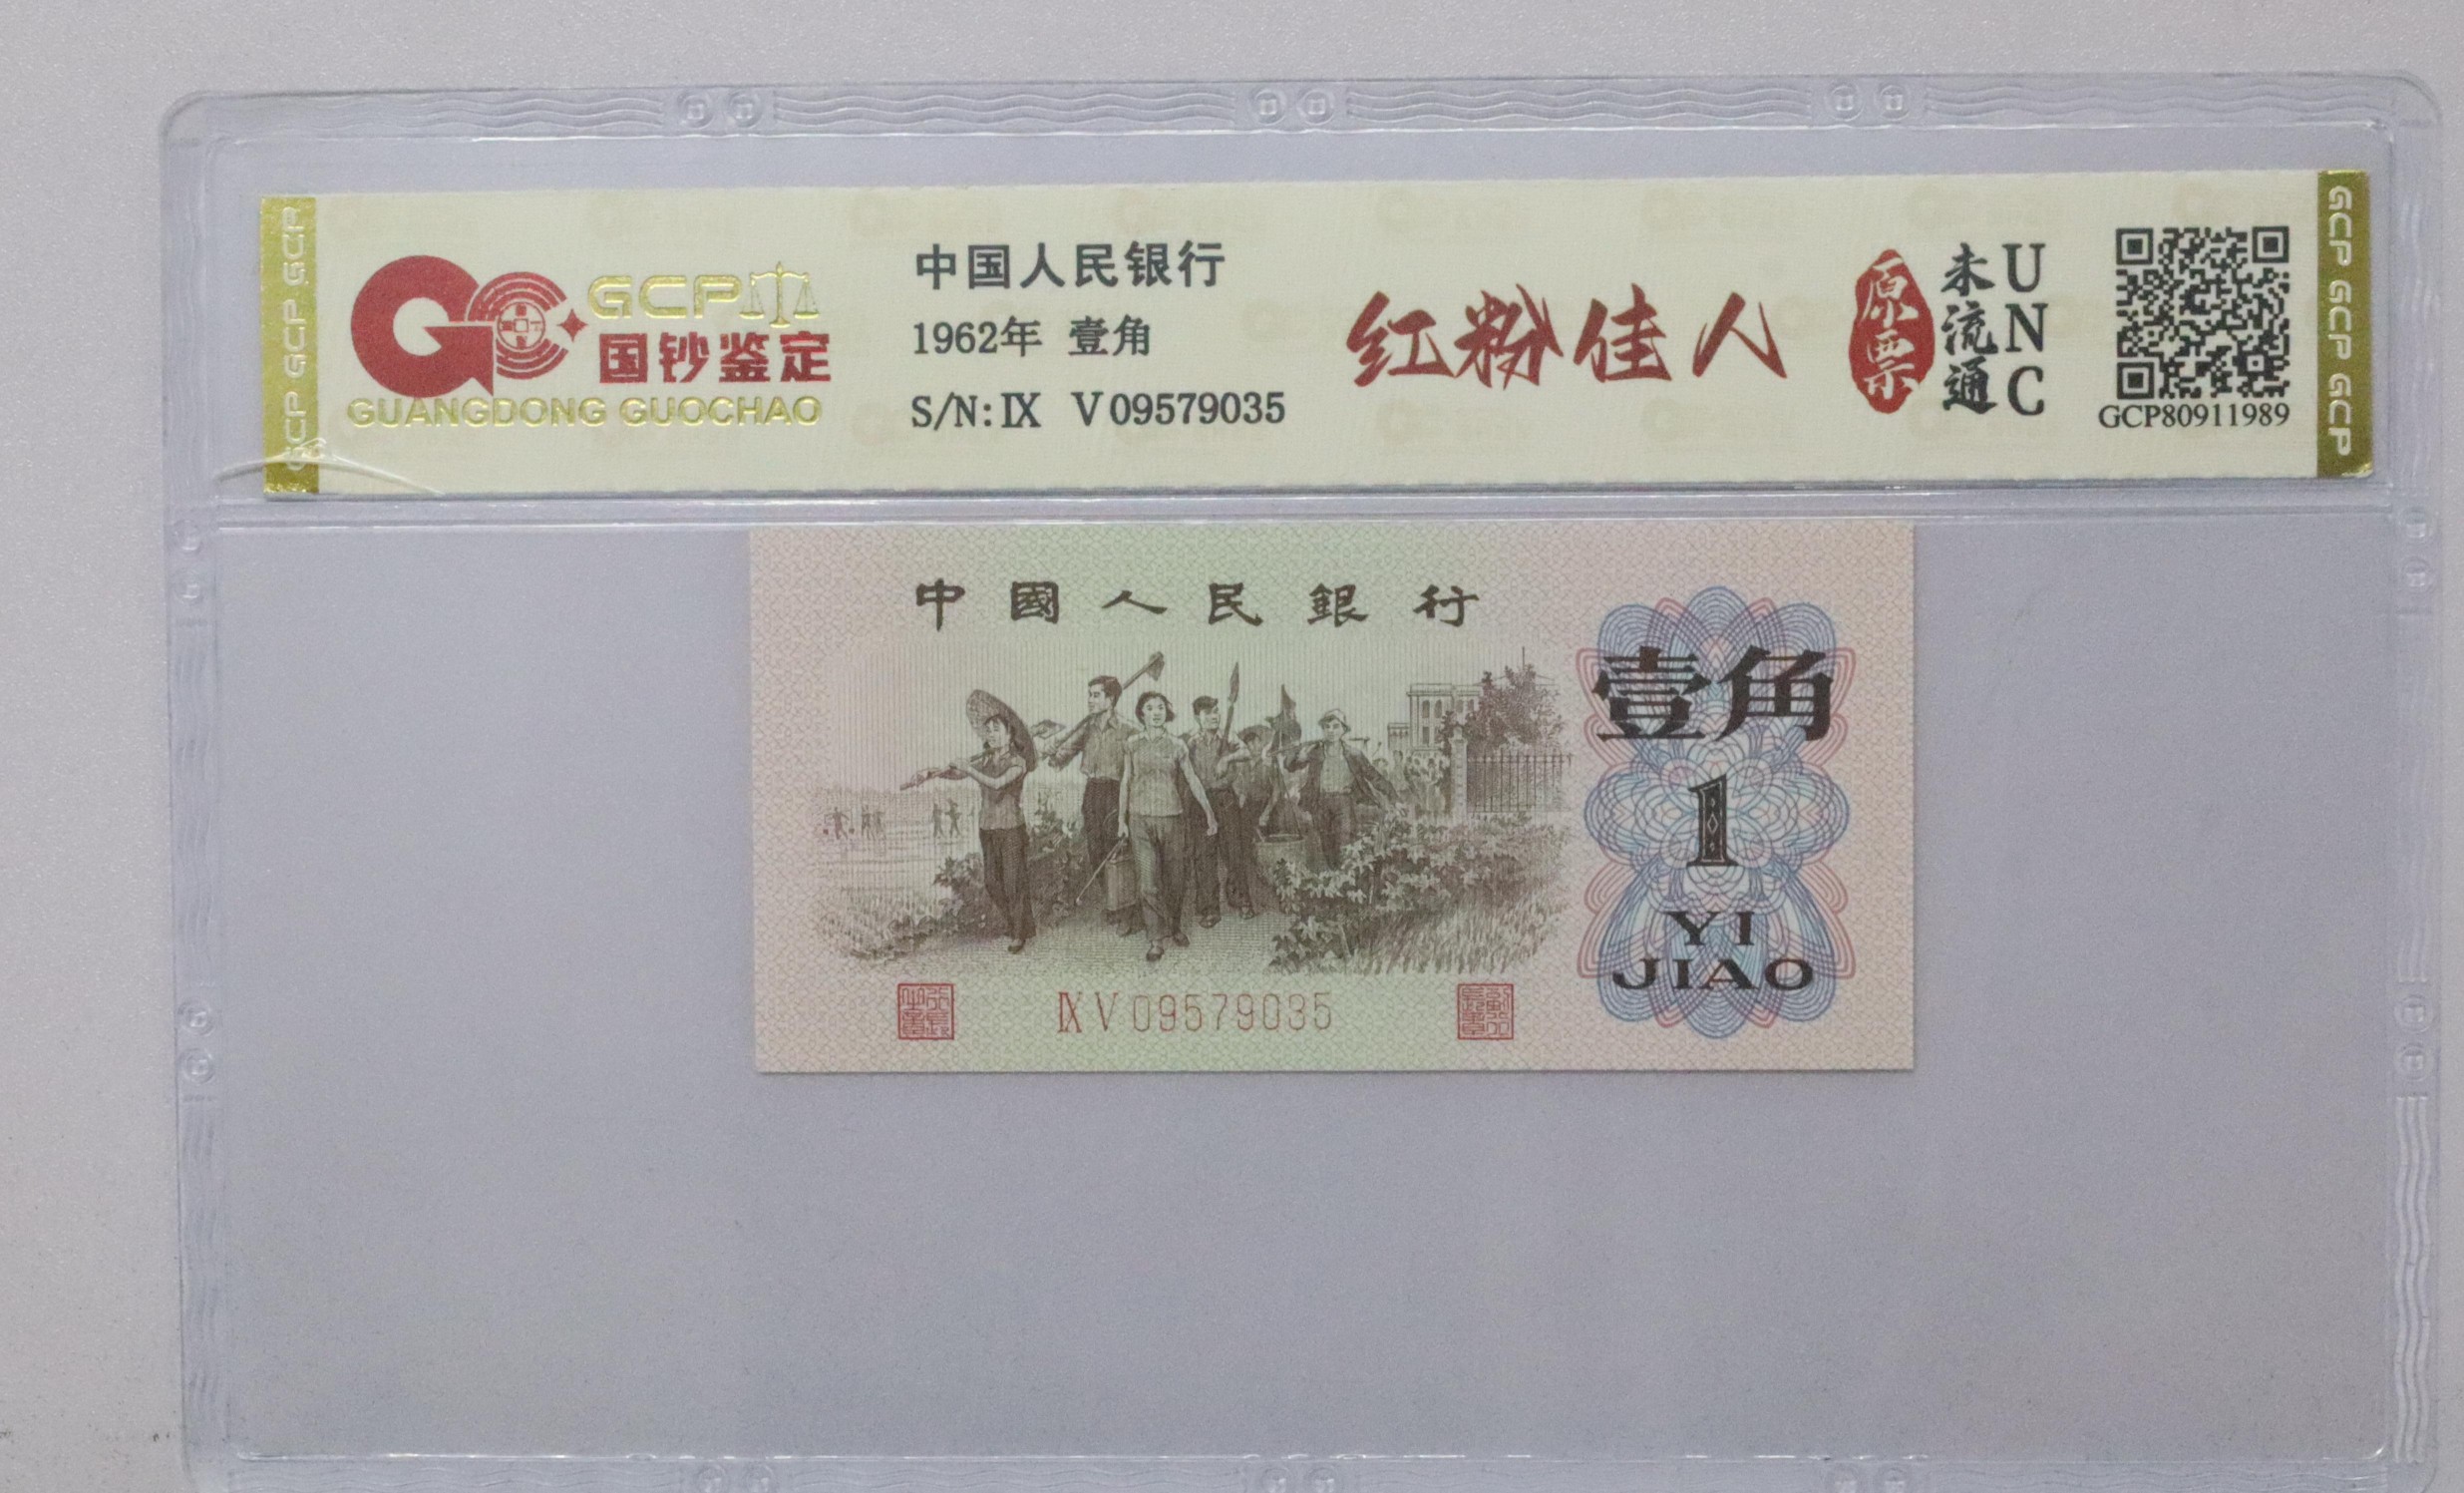 GCP GCP GCP
GCP
国钞鉴定
GUANGDONG GUOCHAO
中国人民银行
1962年 壹角
S/N: Ⅸ Ⅴ 09579035
红粉佳人
原票
未流通
UNC
GCP80911989
GCP GCP GCP
中國人民銀行
壹角
1
YI
JIAO
ⅨⅤ09579035